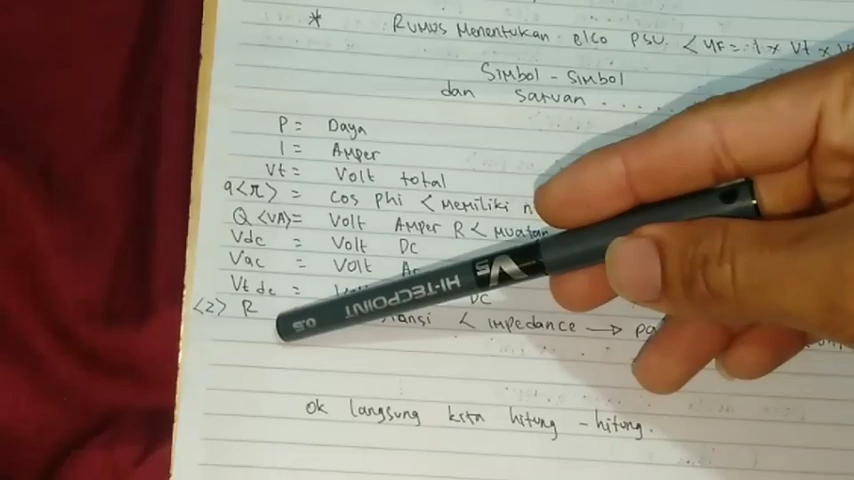 * RUMUS Menentukan elco PSU. < UF = 1 x Vt x
Simbol - Simbol
dan satuan ....
P = Daya
I = Amper
Vt = Volt total
q<π> = Cos phi < Memiliki
Q <VA> = Volt Amper R < Muatan
Vdc = Volt DC
Vac = Volt Ac
Vt dc = DC
<2> R < impedance →
Ok langsung kita hitung - hitung.
HI-TECPOINT V5 0.5